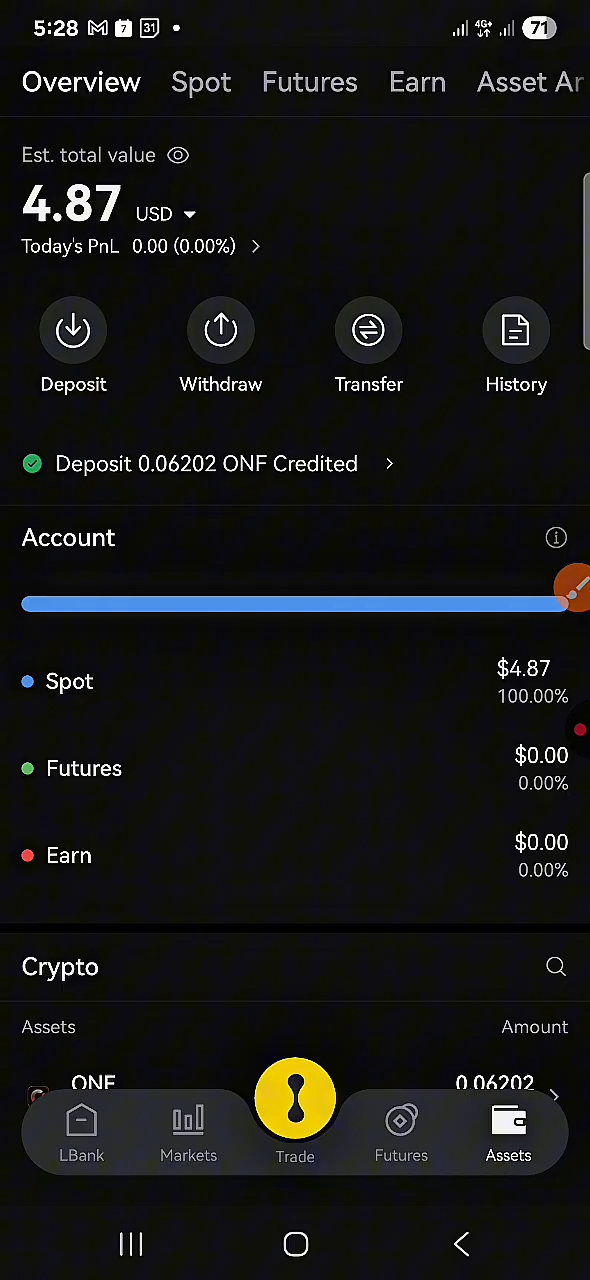 5:28 7 31 4G+ 71
Overview Spot Futures Earn Asset Ar
Est. total value
4.87 USD
Today's PnL 0.00 (0.00%)
Deposit Withdraw Transfer History
Deposit 0.06202 ONF Credited
Account
Spot $4.87
100.00%
Futures $0.00
0.00%
Earn $0.00
0.00%
Crypto
Assets Amount
ONF 0.06202
LBank Markets Trade Futures Assets